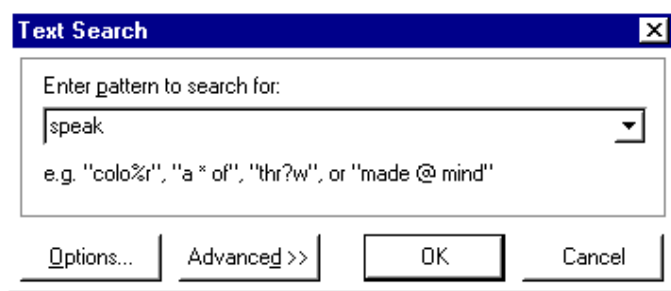 Text Search
Enter pattern to search for:
speak
e.g. "colo%r", "a * of", "thr?w", or "made @ mind"
Options... Advanced >> OK Cancel